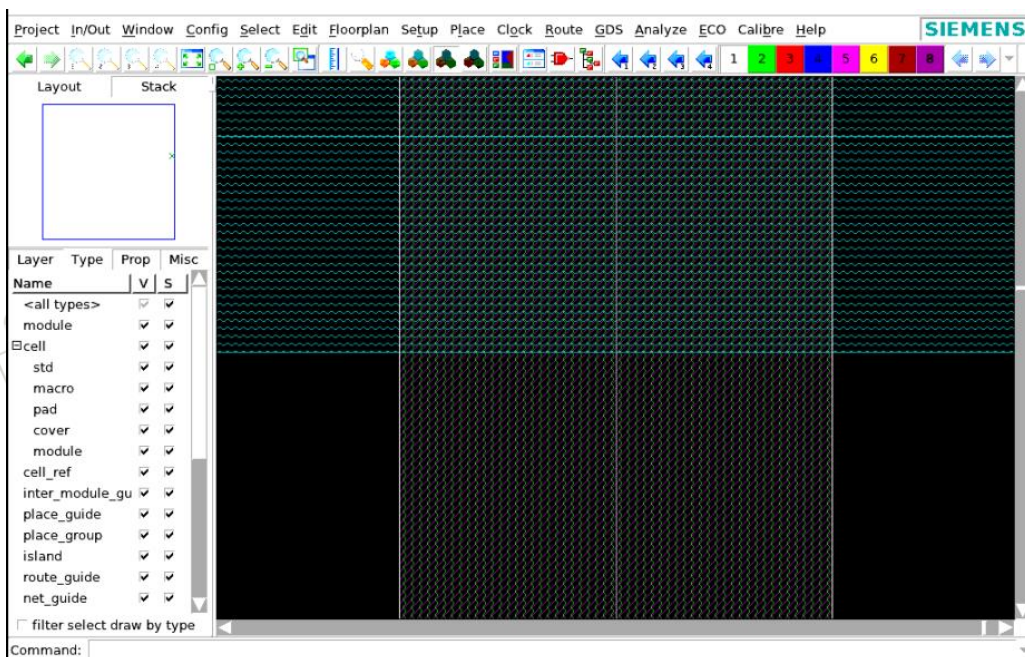 Project In/Out Window Config Select Edit Floorplan Setup Place Clock Route GDS Analyze ECO Calibre Help SIEMENS
1 2 3 4 5 6 7 8
Layout Stack
Layer Type Prop Misc
Name V S
<all types>
module
cell
std
macro
pad
cover
module
cell_ref
inter_module_gu
place_guide
place_group
island
route_guide
net_guide
filter select draw by type
Command: